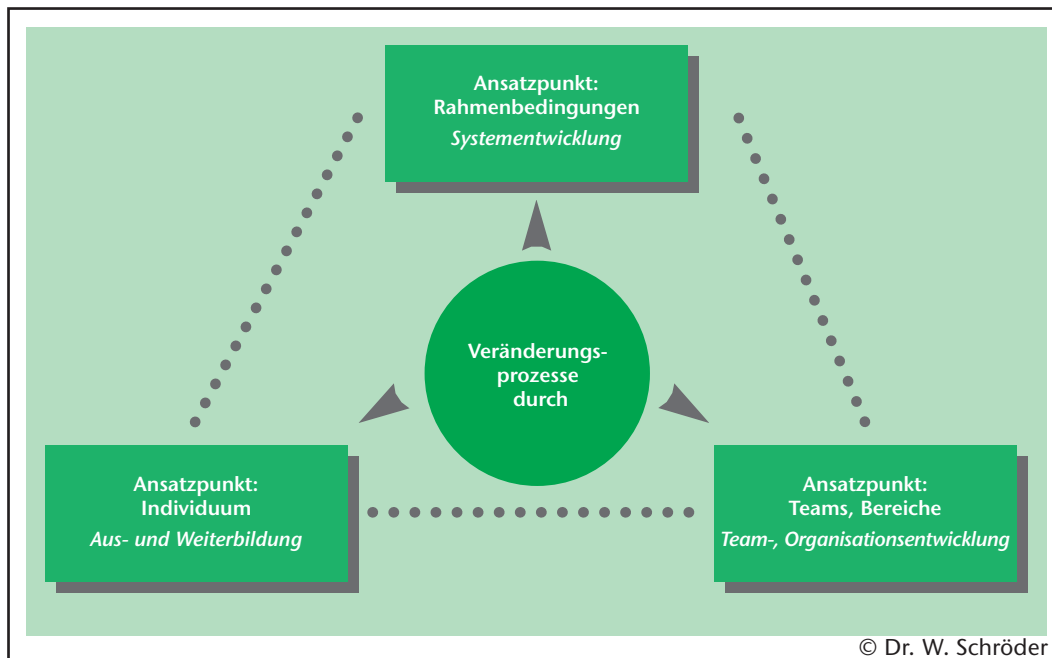 Ansatzpunkt:
Rahmenbedingungen
Systementwicklung
Veränderungs-
prozesse
durch
Ansatzpunkt:
Individuum
Aus- und Weiterbildung
Ansatzpunkt:
Teams, Bereiche
Team-, Organisationsentwicklung
© Dr. W. Schröder